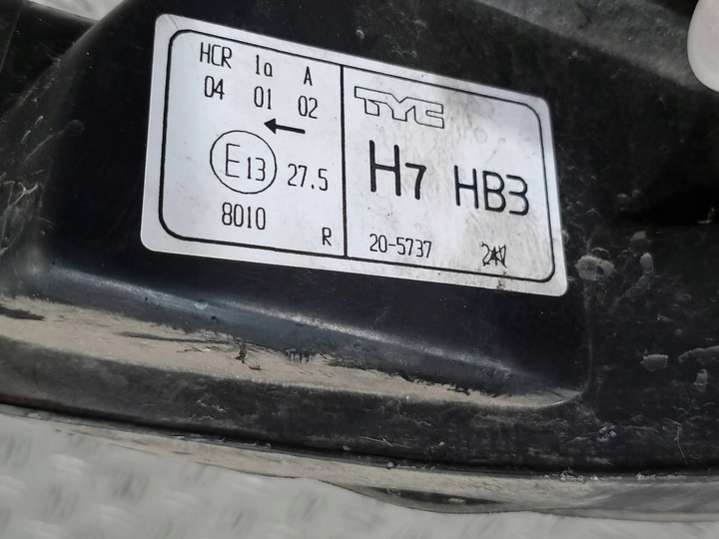 HCR 1a A
04 01 02
E13 27.5
8010
R
TYC
H7 HB3
20-5737